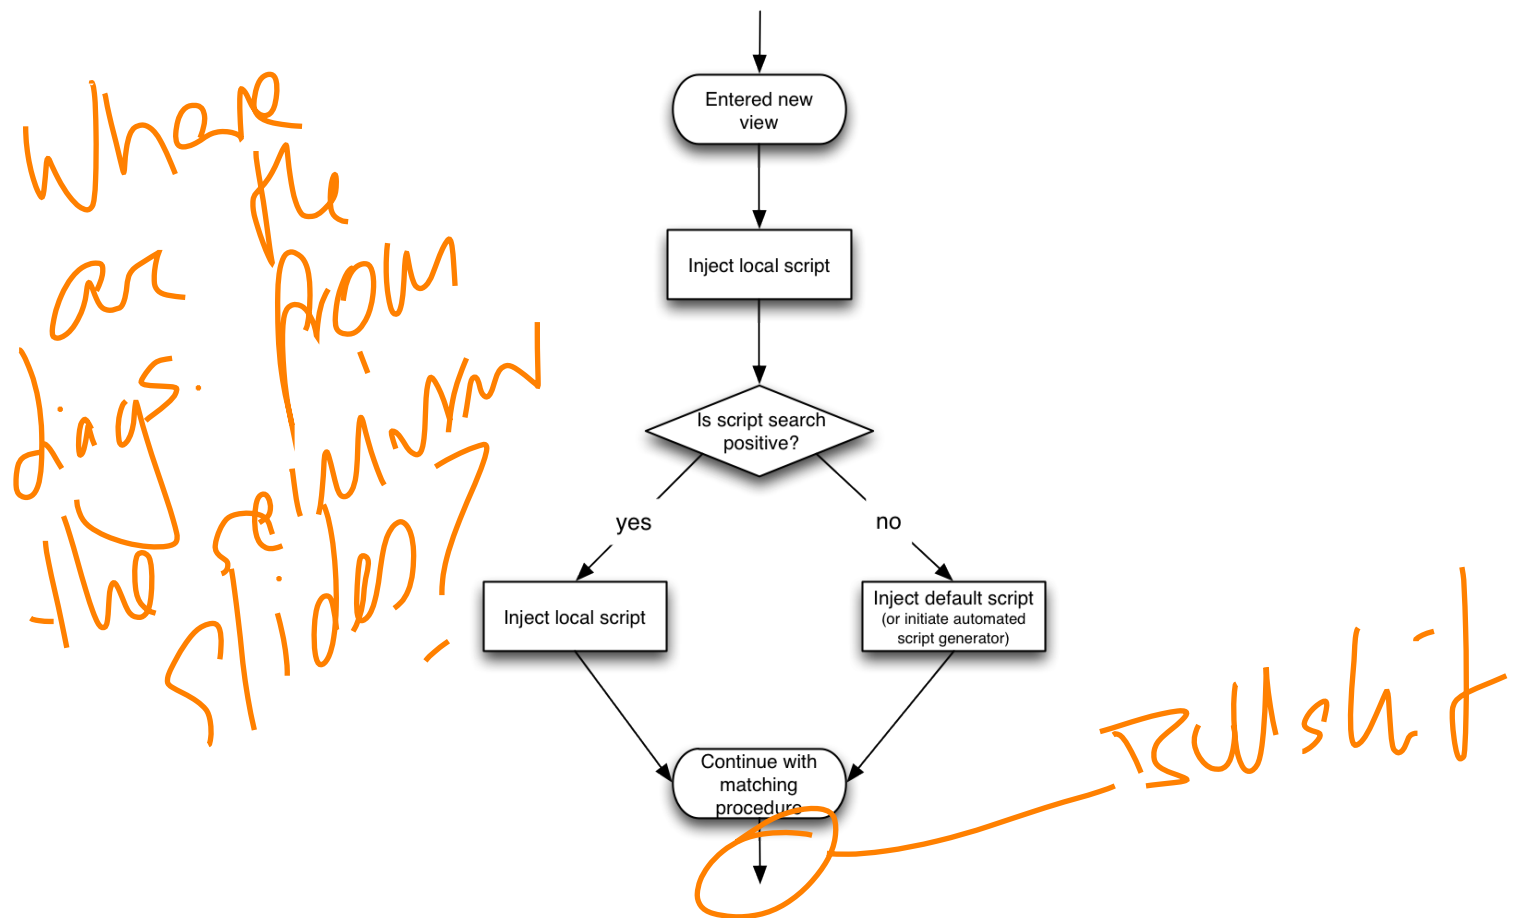 Entered new
view
Inject local script
Is script search
positive?
yes
no
Inject local script
Inject default script
(or initiate automated
script generator)
Continue with
matching
procedure
Where
are the
diags. from
the seminar
slides?
Bullshit